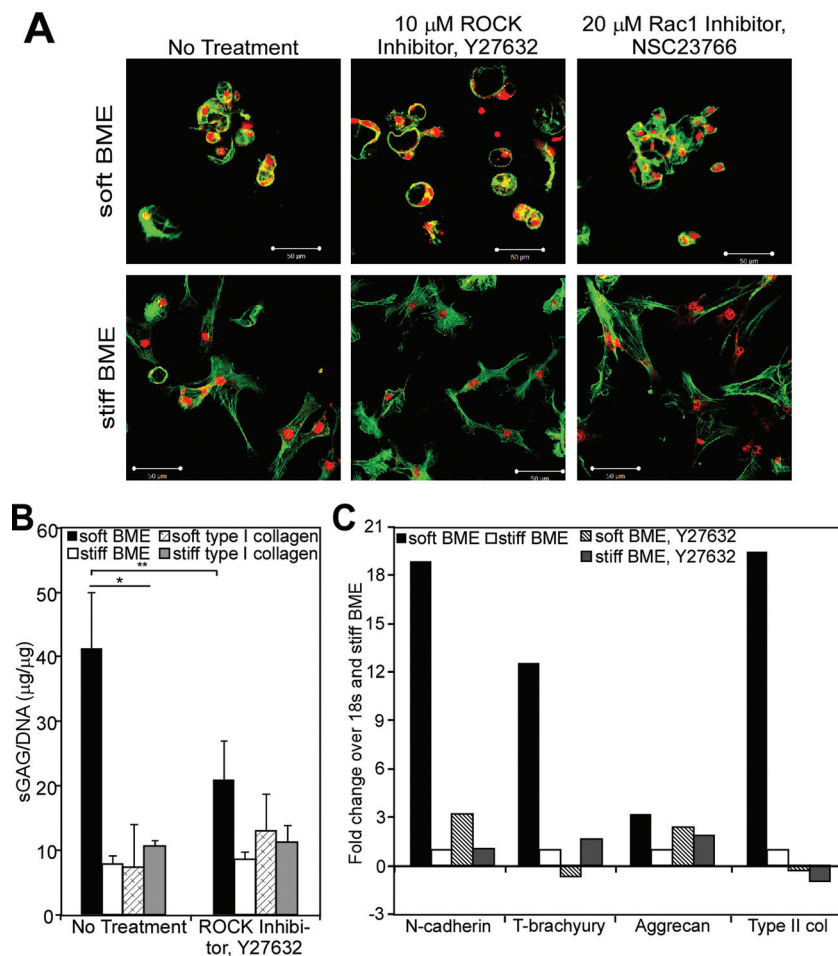 A
No Treatment
10 µM ROCK
Inhibitor, Y27632
20 µM Rac1 Inhibitor,
NSC23766
soft BME
50 µm
50 µm
50 µm
stiff BME
50 µm
50 µm
50 µm
B
60
50
40
30
20
10
0
sGAG/DNA (µg/µg)
soft BME
soft type I collagen
stiff BME
stiff type I collagen
**
*
No Treatment
ROCK Inhibi-
tor, Y27632
C
21
18
15
12
9
6
3
0
-3
Fold change over 18s and stiff BME
soft BME
stiff BME
soft BME, Y27632
stiff BME, Y27632
N-cadherin
T-brachyury
Aggrecan
Type II col